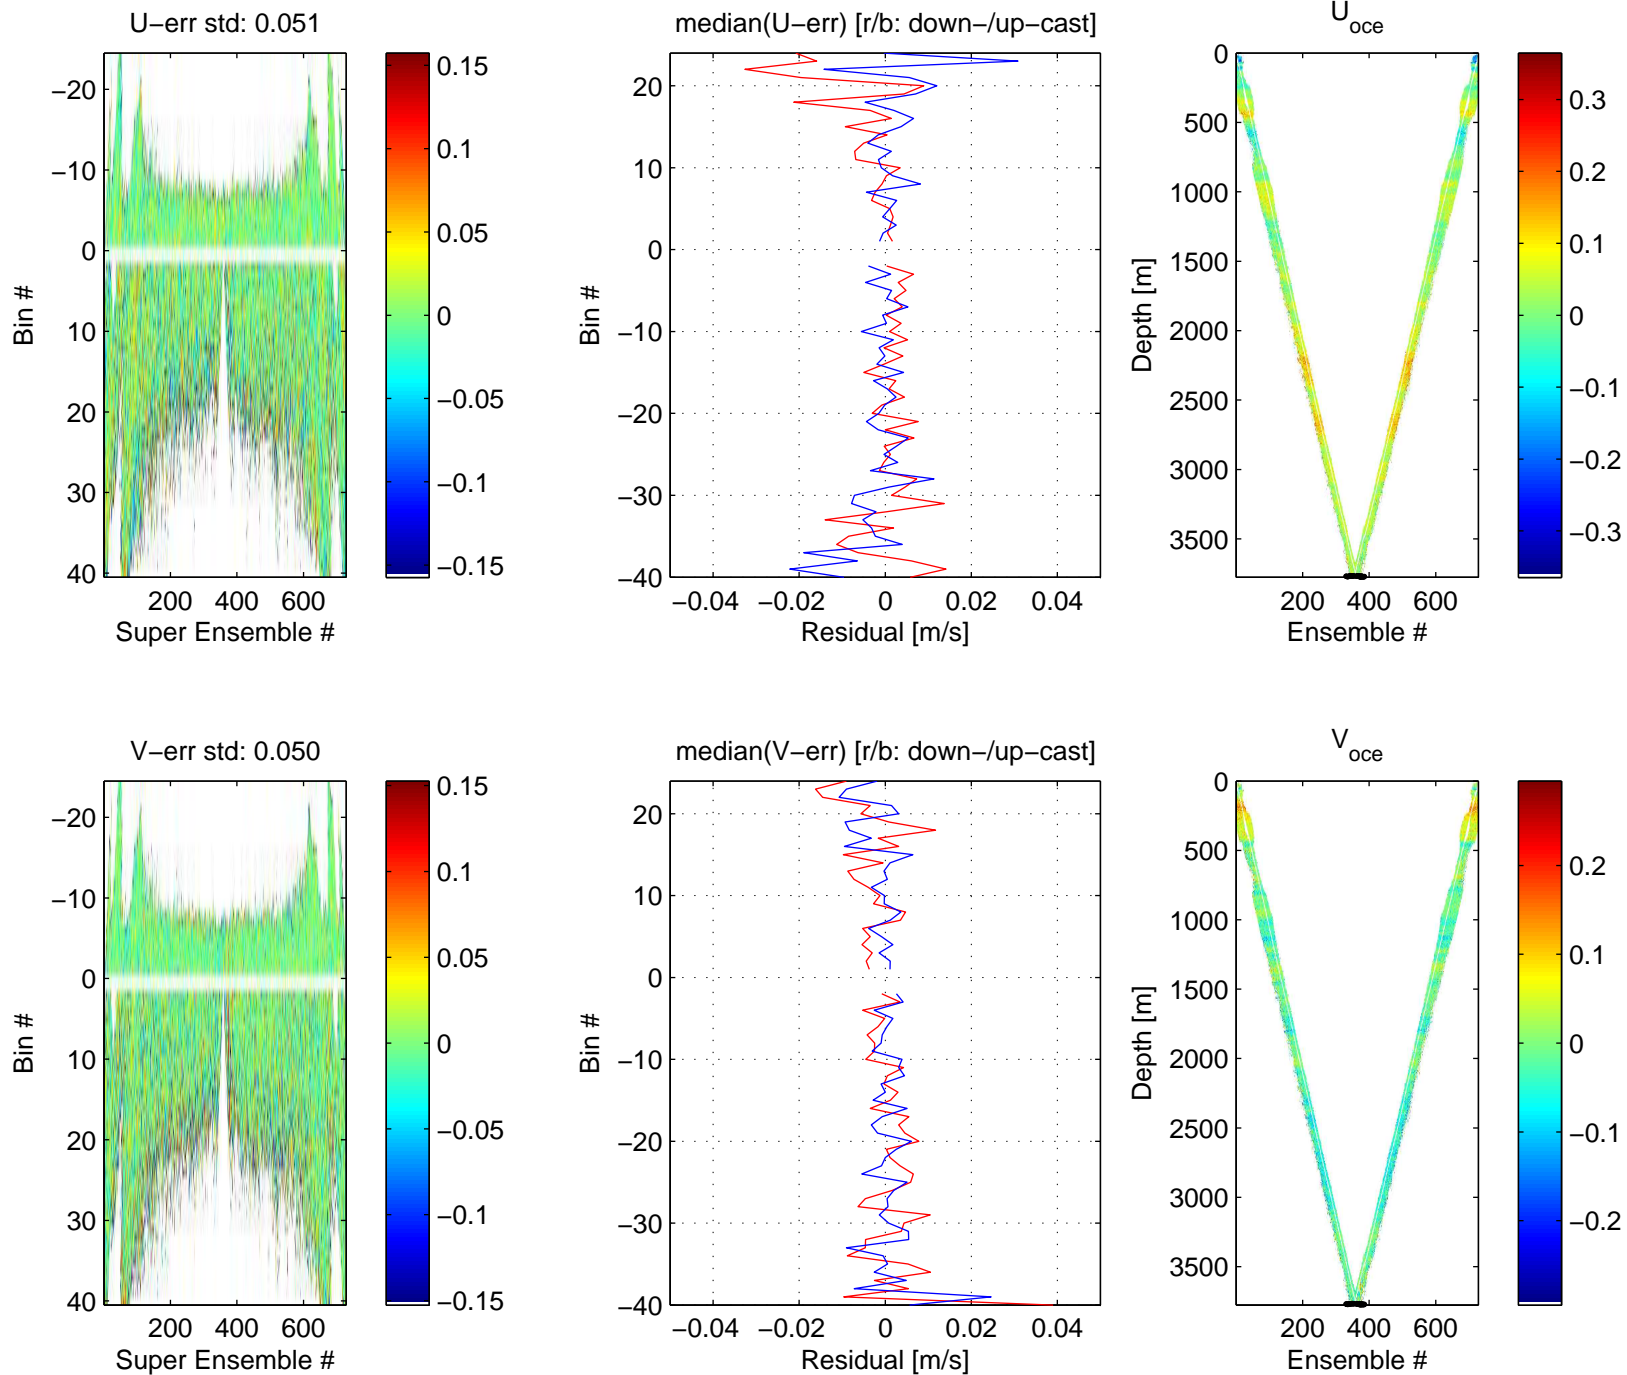 U−err std: 0.051
median(U−err) [r/b: down−/up−cast]
U_oce
−20
−10
0
10
20
30
40
Bin #
200 400 600
Super Ensemble #
0.15
0.1
0.05
0
−0.05
−0.1
−0.15
20
10
0
−10
−20
−30
−40
Bin #
−0.04 −0.02 0 0.02 0.04
Residual [m/s]
0
500
1000
1500
2000
2500
3000
3500
Depth [m]
200 400 600
Ensemble #
0.3
0.2
0.1
0
−0.1
−0.2
−0.3
V−err std: 0.050
median(V−err) [r/b: down−/up−cast]
V_oce
−20
−10
0
10
20
30
40
Bin #
200 400 600
Super Ensemble #
0.15
0.1
0.05
0
−0.05
−0.1
−0.15
20
10
0
−10
−20
−30
−40
Bin #
−0.04 −0.02 0 0.02 0.04
Residual [m/s]
0
500
1000
1500
2000
2500
3000
3500
Depth [m]
200 400 600
Ensemble #
0.2
0.1
0
−0.1
−0.2